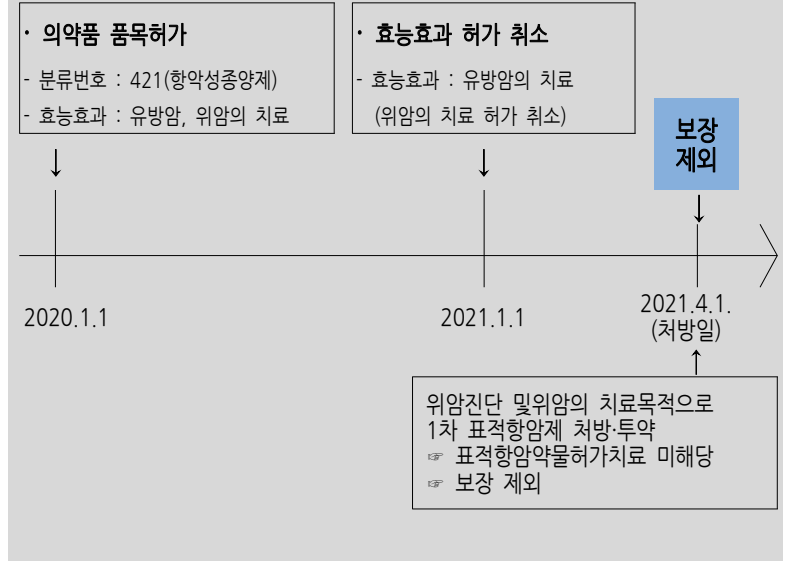 · 의약품 품목허가
- 분류번호 : 421(항악성종양제)
- 효능효과 : 유방암, 위암의 치료
· 효능효과 허가 취소
- 효능효과 : 유방암의 치료
(위암의 치료 허가 취소)
보장
제외
2020.1.1
2021.1.1
2021.4.1.
(처방일)
위암진단 및위암의 치료목적으로
1차 표적항암제 처방·투약
☞ 표적항암약물허가치료 미해당
☞ 보장 제외